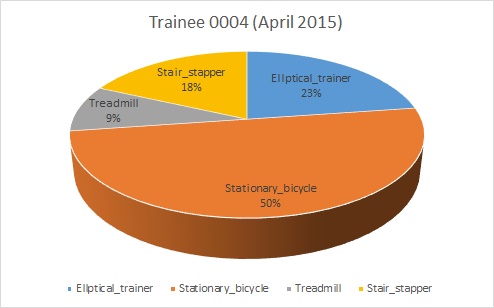 Trainee 0004 (April 2015)
Stair_stapper
18%
Ellptical_trainer
23%
Treadmill
9%
Stationary_bicycle
50%
Ellptical_trainer
Stationary_bicycle
Treadmill
Stair_stapper